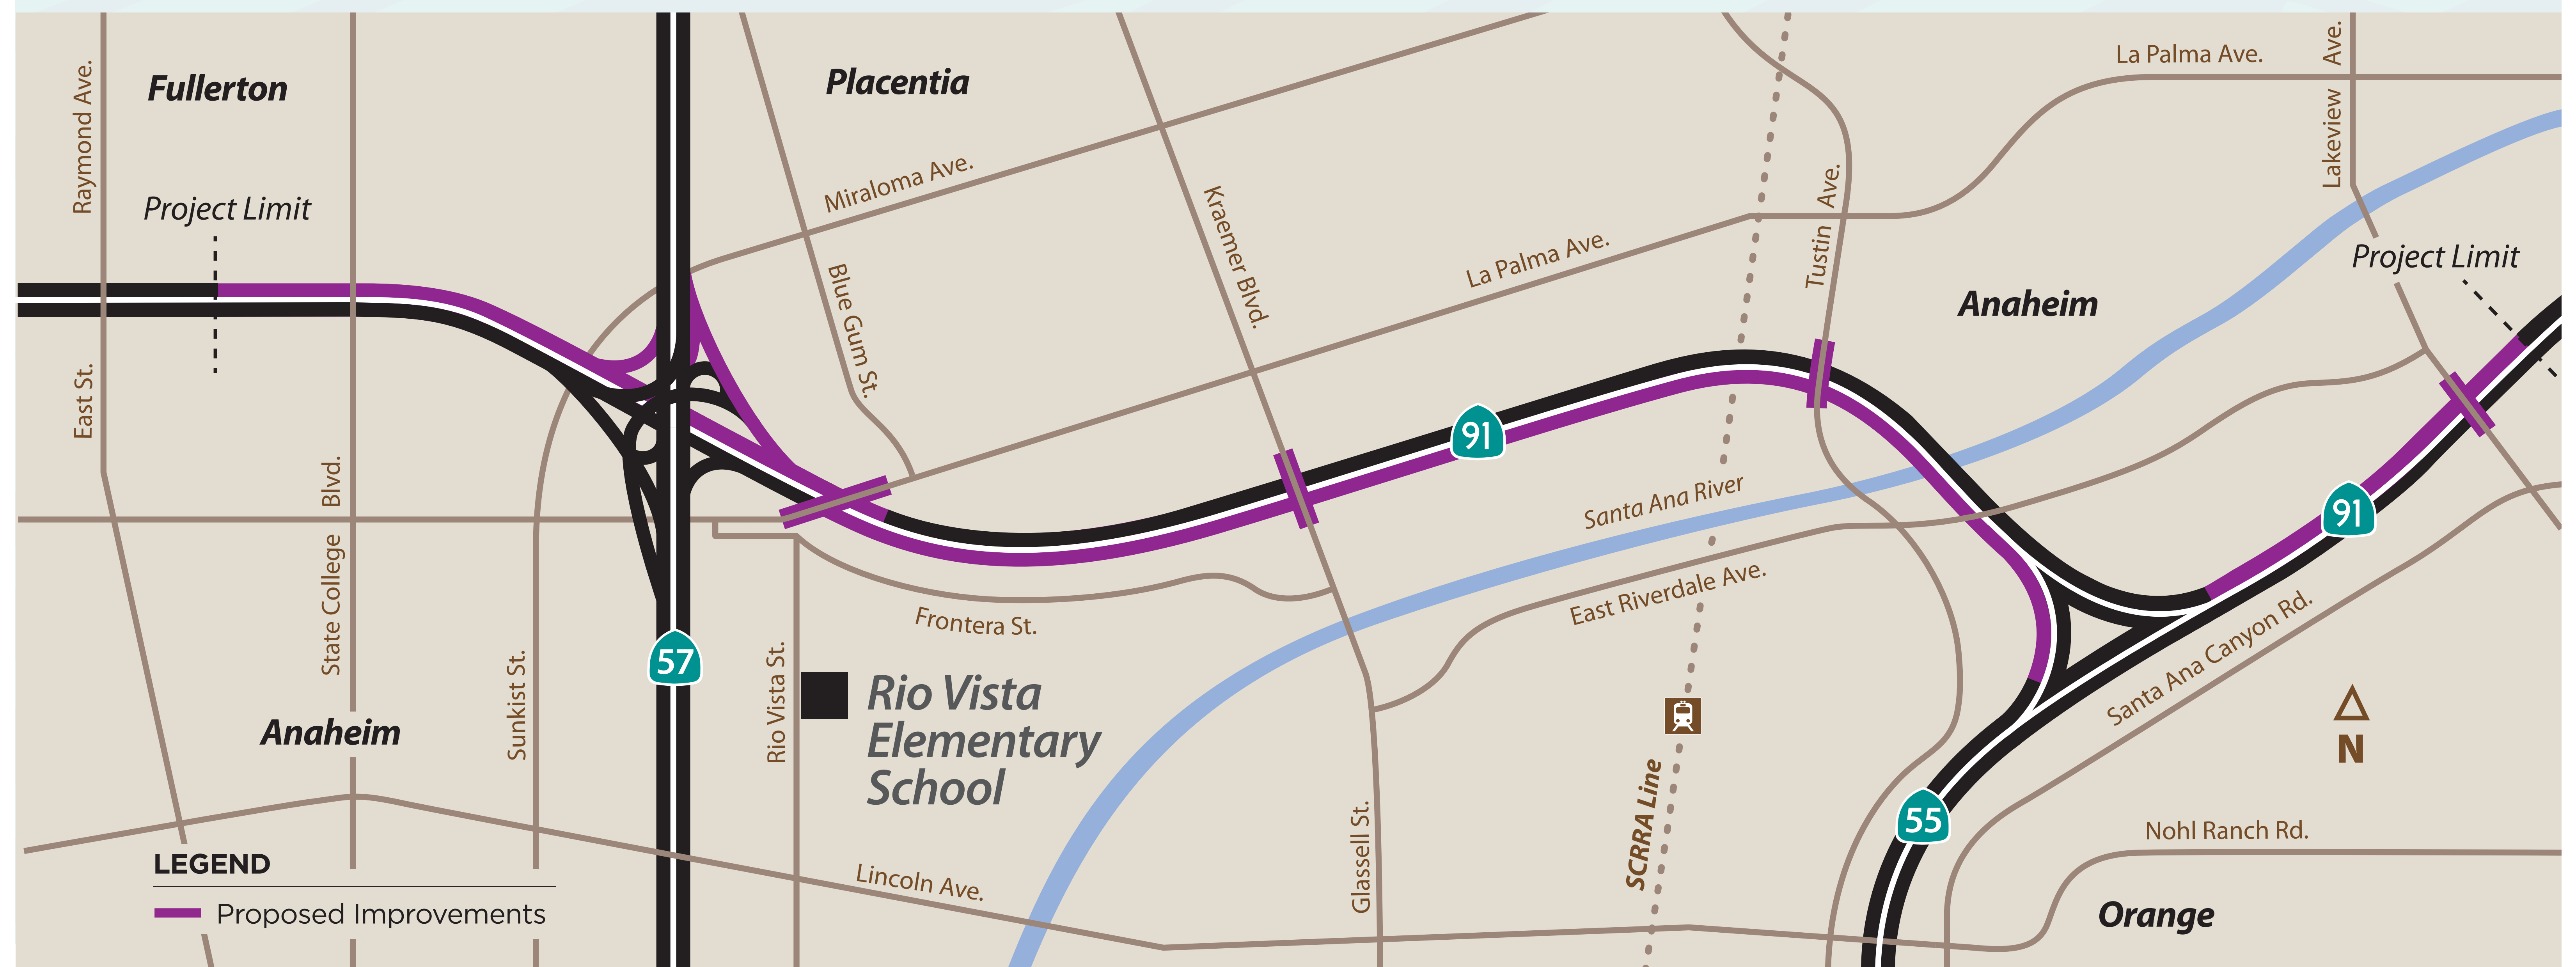 Fullerton
Placentia
La Palma Ave.
Lakeview Ave.
Raymond Ave.
Project Limit
Miraloma Ave.
Kraemer Blvd.
Blue Gum St.
La Palma Ave.
Tustin Ave.
Anaheim
Project Limit
East St.
State College Blvd.
91
91
Santa Ana River
East Riverdale Ave.
Frontera St.
Sunkist St.
57
Rio Vista St.
Rio Vista
Elementary
School
Santa Ana Canyon Rd.
N
Anaheim
SCRRA Line
Glassell St.
55
Nohl Ranch Rd.
Lincoln Ave.
Orange
LEGEND
Proposed Improvements